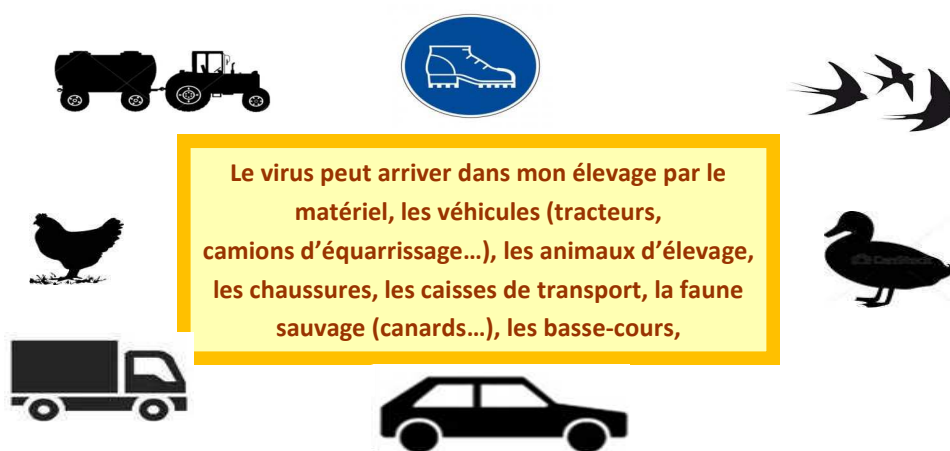 Le virus peut arriver dans mon élevage par le
matériel, les véhicules (tracteurs,
camions d’équarrissage…), les animaux d’élevage,
les chaussures, les caisses de transport, la faune
sauvage (canards…), les basse-cours,